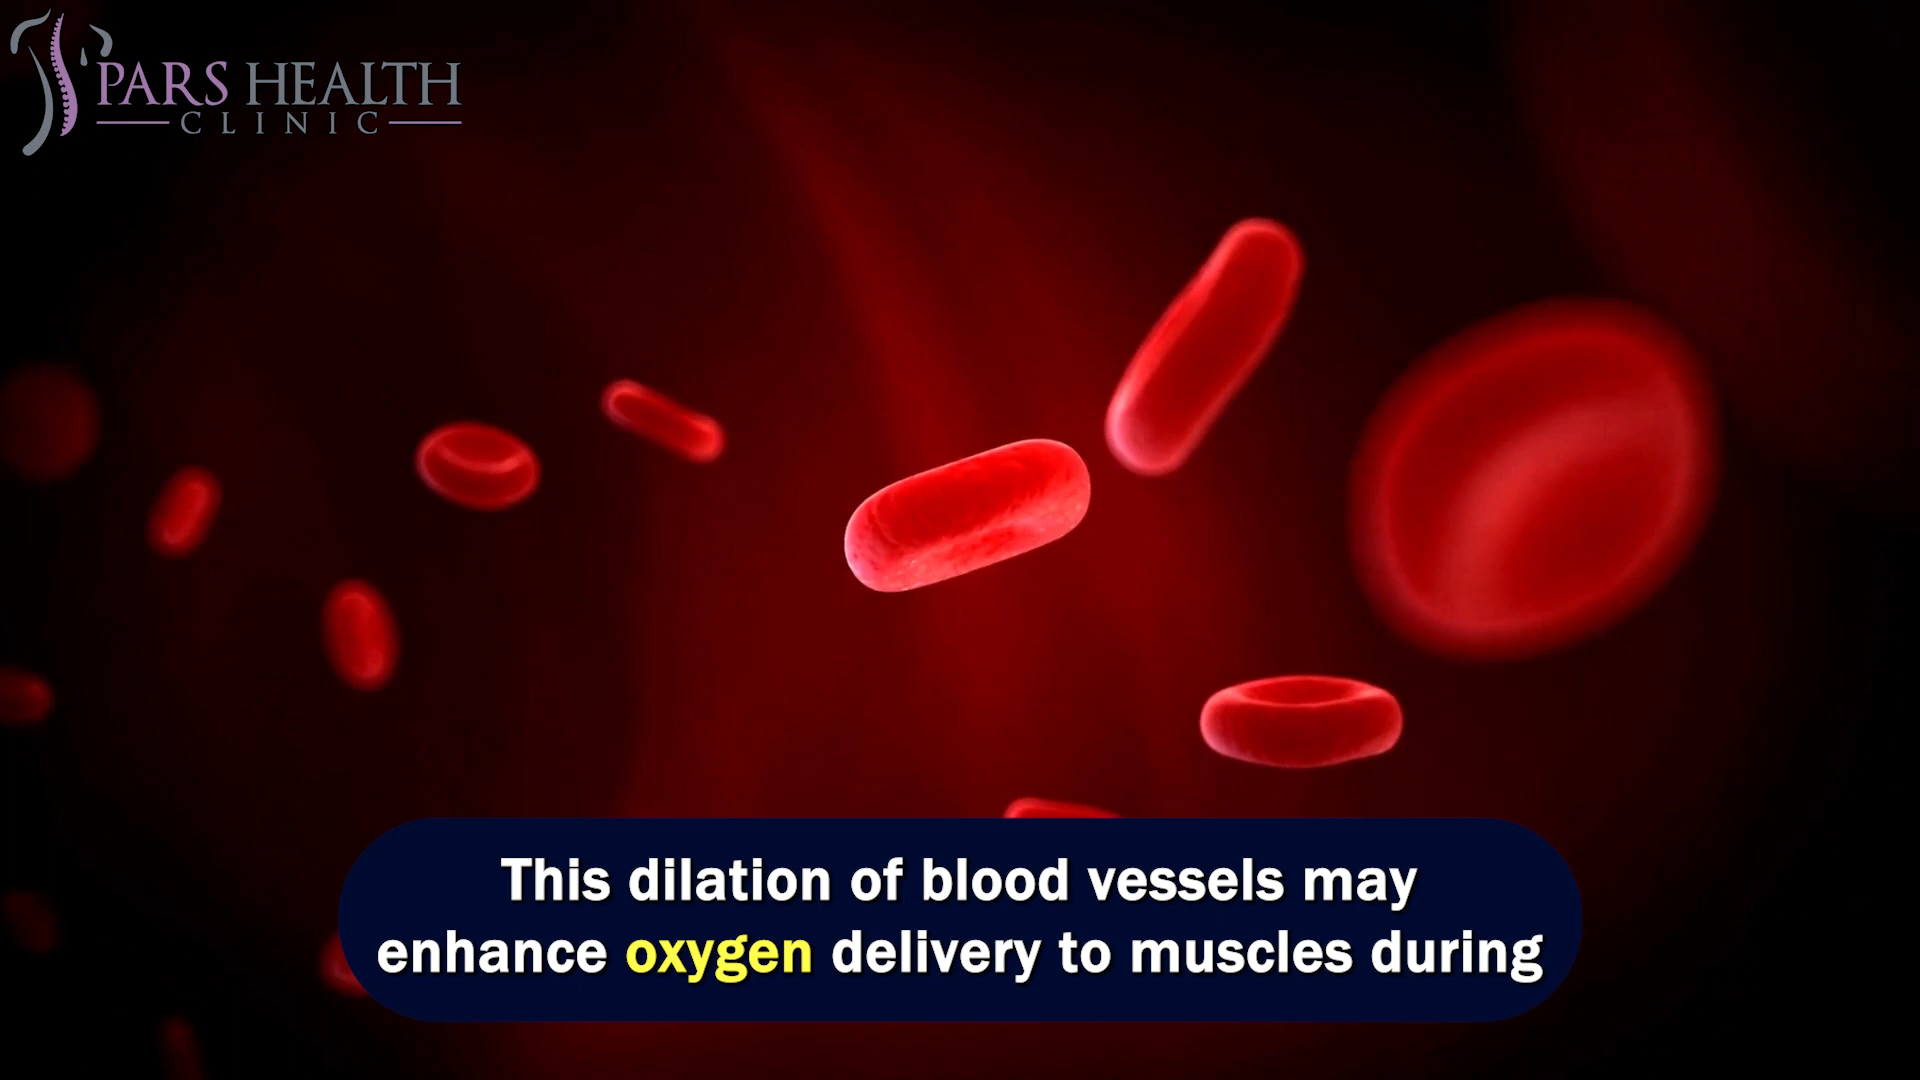 PARS HEALTH
CLINIC
This dilation of blood vessels may
enhance oxygen delivery to muscles during